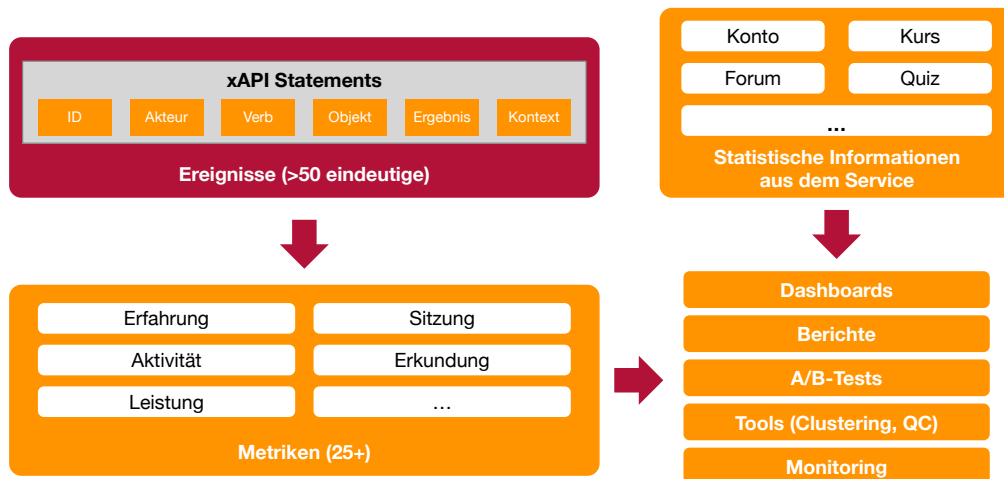 xAPI Statements
ID
Akteur
Verb
Objekt
Ergebnis
Kontext
Ereignisse (>50 eindeutige)
Konto
Kurs
Forum
Quiz
...
Statistische Informationen
aus dem Service
Erfahrung
Sitzung
Aktivität
Erkundung
Leistung
…
Metriken (25+)
Dashboards
Berichte
A/B-Tests
Tools (Clustering, QC)
Monitoring